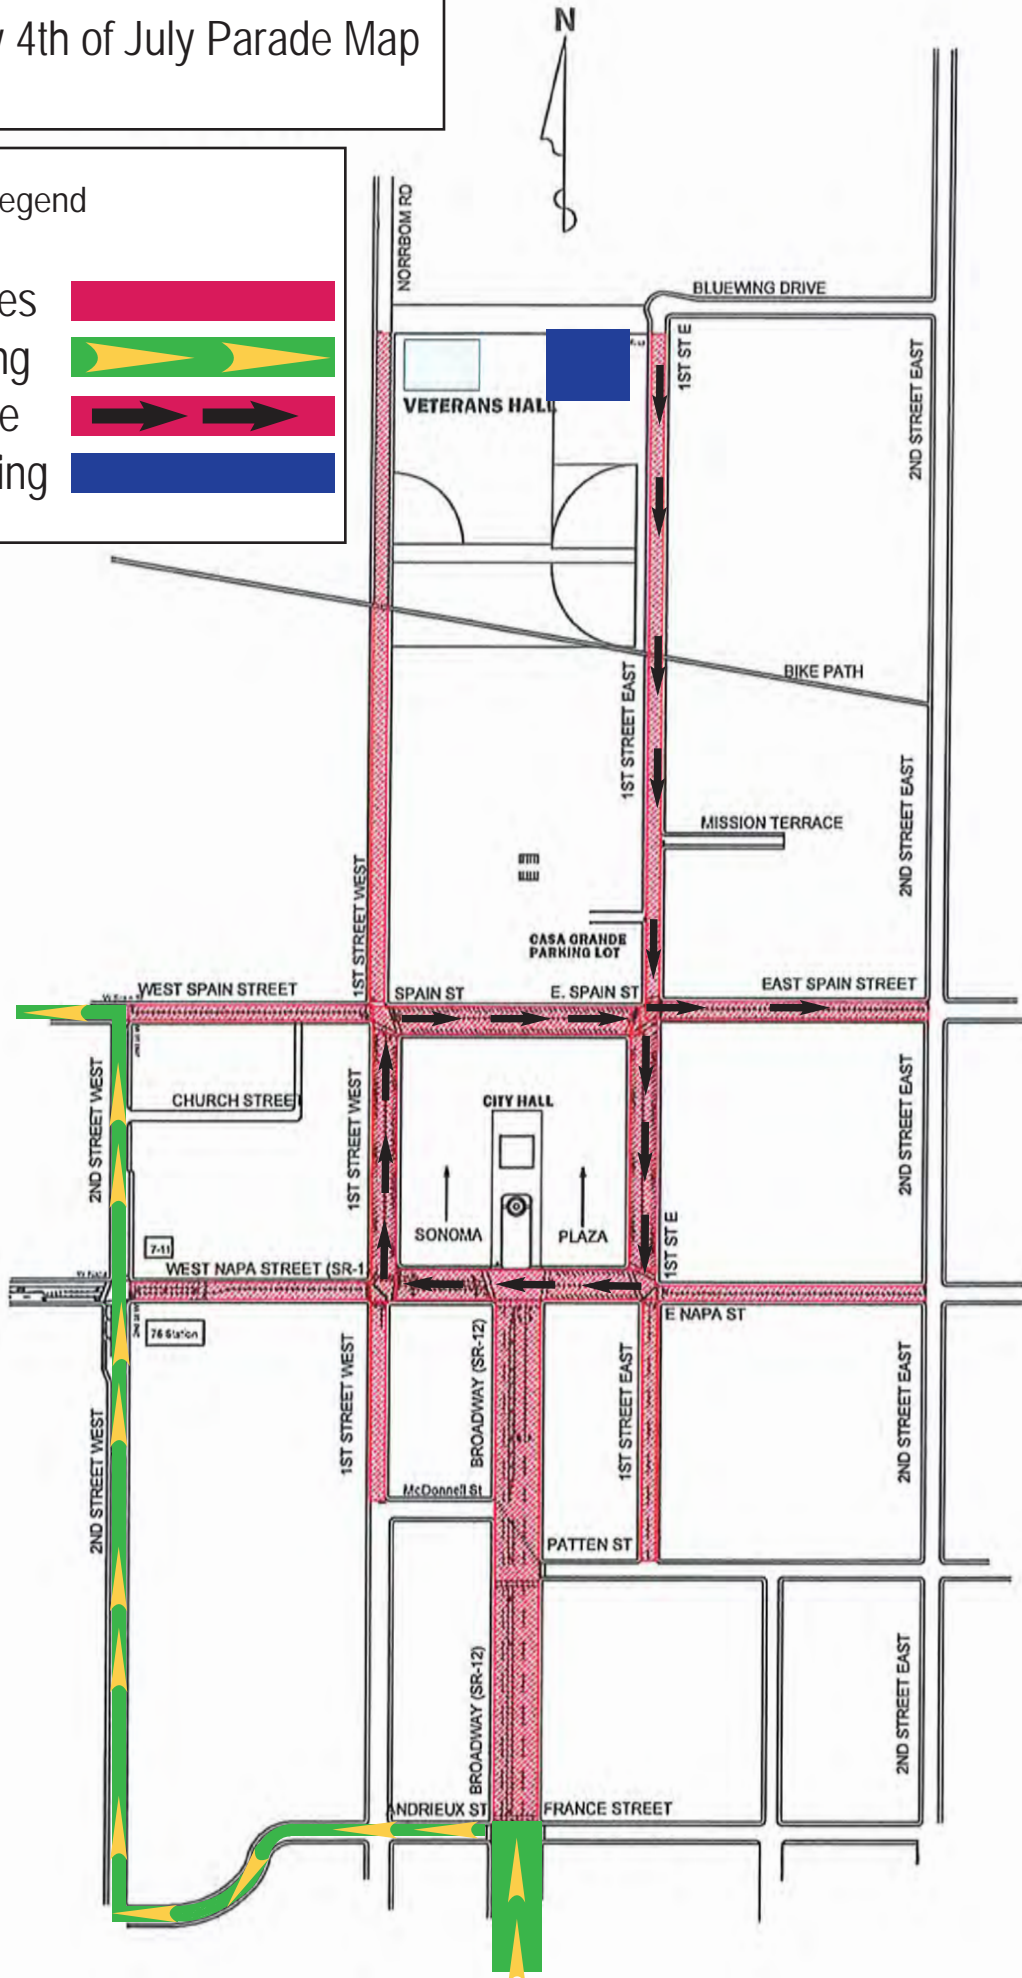 4th of July Parade Map
N
egend
es
ng
e
ing
NORRBOM RD
BLUEWING DRIVE
1ST ST E
2ND STREET EAST
VETERANS HALL
BIKE PATH
1ST STREET EAST
MISSION TERRACE
2ND STREET EAST
1ST STREET WEST
CASA GRANDE
PARKING LOT
WEST SPAIN STREET
SPAIN ST
E. SPAIN ST
EAST SPAIN STREET
2ND STREET WEST
CHURCH STREET
1ST STREET WEST
CITY HALL
2ND STREET EAST
SONOMA
PLAZA
1ST ST E
7-11
WEST NAPA STREET (SR-1
E NAPA ST
76 Station
2ND STREET WEST
1ST STREET WEST
BROADWAY (SR-12)
1ST STREET EAST
2ND STREET EAST
McDonnell St
PATTEN ST
BROADWAY (SR-12)
2ND STREET EAST
ANDRIEUX ST
FRANCE STREET